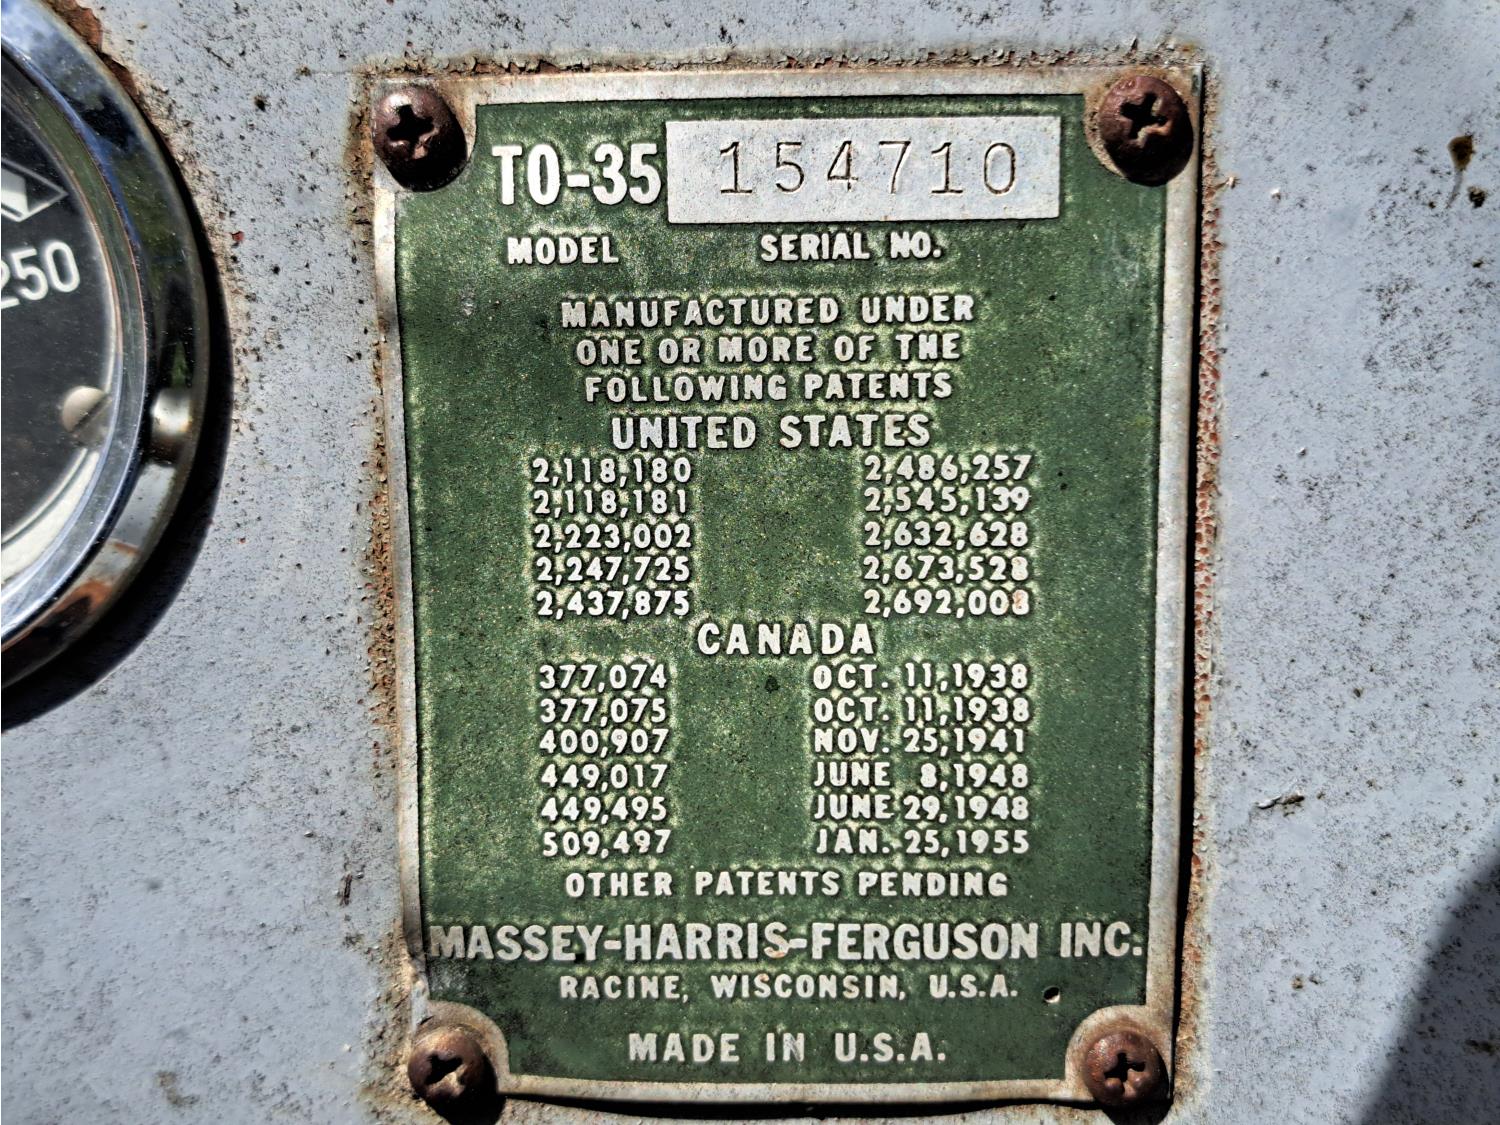 250
TO-35 154710
MODEL SERIAL NO.
MANUFACTURED UNDER
ONE OR MORE OF THE
FOLLOWING PATENTS
UNITED STATES
2,118,180 2,486,257
2,118,181 2,545,139
2,223,002 2,632,628
2,247,725 2,673,528
2,437,875 2,692,008
CANADA
377,074 OCT. 11,1938
377,075 OCT. 11,1938
400,907 NOV. 25,1941
449,017 JUNE 8,1948
449,495 JUNE 29,1948
509,497 JAN. 25,1955
OTHER PATENTS PENDING
MASSEY-HARRIS-FERGUSON INC.
RACINE, WISCONSIN, U.S.A.
MADE IN U.S.A.